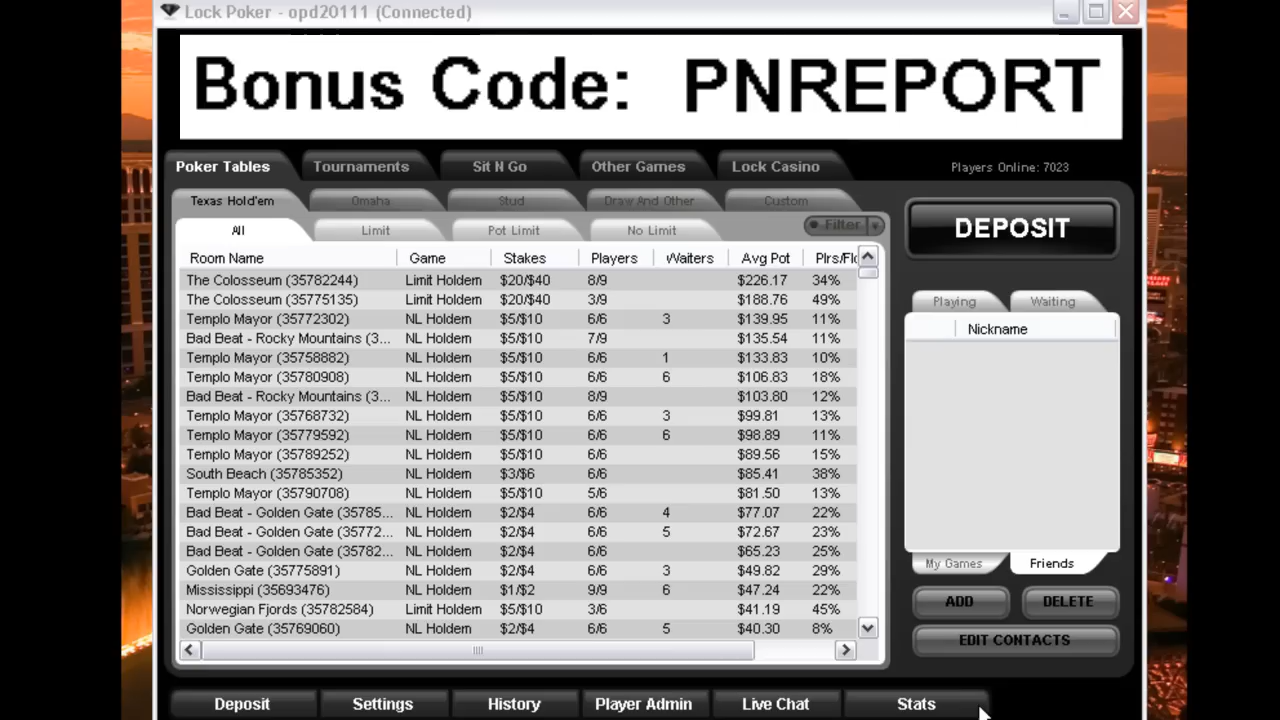 Lock Poker - opd20111 (Connected)
Bonus Code: PNREPORT
Poker Tables Tournaments Sit N Go Other Games Lock Casino Players Online: 7023
Texas Hold'em Omaha Stud Draw And Other Custom
All Limit Pot Limit No Limit Filter
DEPOSIT
Room Name Game Stakes Players Waiters Avg Pot Plrs/Flo
The Colosseum (35782244) Limit Holdem $20/$40 8/9 $226.17 34%
The Colosseum (35775135) Limit Holdem $20/$40 3/9 $188.76 49%
Templo Mayor (35772302) NL Holdem $5/$10 6/6 3 $139.95 11%
Bad Beat - Rocky Mountains (3... NL Holdem $5/$10 7/9 $135.54 11%
Templo Mayor (35758882) NL Holdem $5/$10 6/6 1 $133.83 10%
Templo Mayor (35780908) NL Holdem $5/$10 6/6 6 $106.83 18%
Bad Beat - Rocky Mountains (3... NL Holdem $5/$10 8/9 $103.80 12%
Templo Mayor (35768732) NL Holdem $5/$10 6/6 3 $99.81 13%
Templo Mayor (35779592) NL Holdem $5/$10 6/6 6 $98.89 11%
Templo Mayor (35789252) NL Holdem $5/$10 6/6 $89.56 15%
South Beach (35785352) NL Holdem $3/$6 6/6 $85.41 38%
Templo Mayor (35790708) NL Holdem $5/$10 5/6 $81.50 13%
Bad Beat - Golden Gate (35785... NL Holdem $2/$4 6/6 4 $77.07 22%
Bad Beat - Golden Gate (35772... NL Holdem $2/$4 6/6 5 $72.67 23%
Bad Beat - Golden Gate (35782... NL Holdem $2/$4 6/6 $65.23 25%
Golden Gate (35775891) NL Holdem $2/$4 6/6 3 $49.82 29%
Mississippi (35693476) NL Holdem $1/$2 9/9 6 $47.24 22%
Norwegian Fjords (35782584) Limit Holdem $5/$10 3/6 $41.19 45%
Golden Gate (35769060) NL Holdem $2/$4 6/6 5 $40.30 8%
Playing Waiting
Nickname
My Games Friends
ADD DELETE
EDIT CONTACTS
Deposit Settings History Player Admin Live Chat Stats